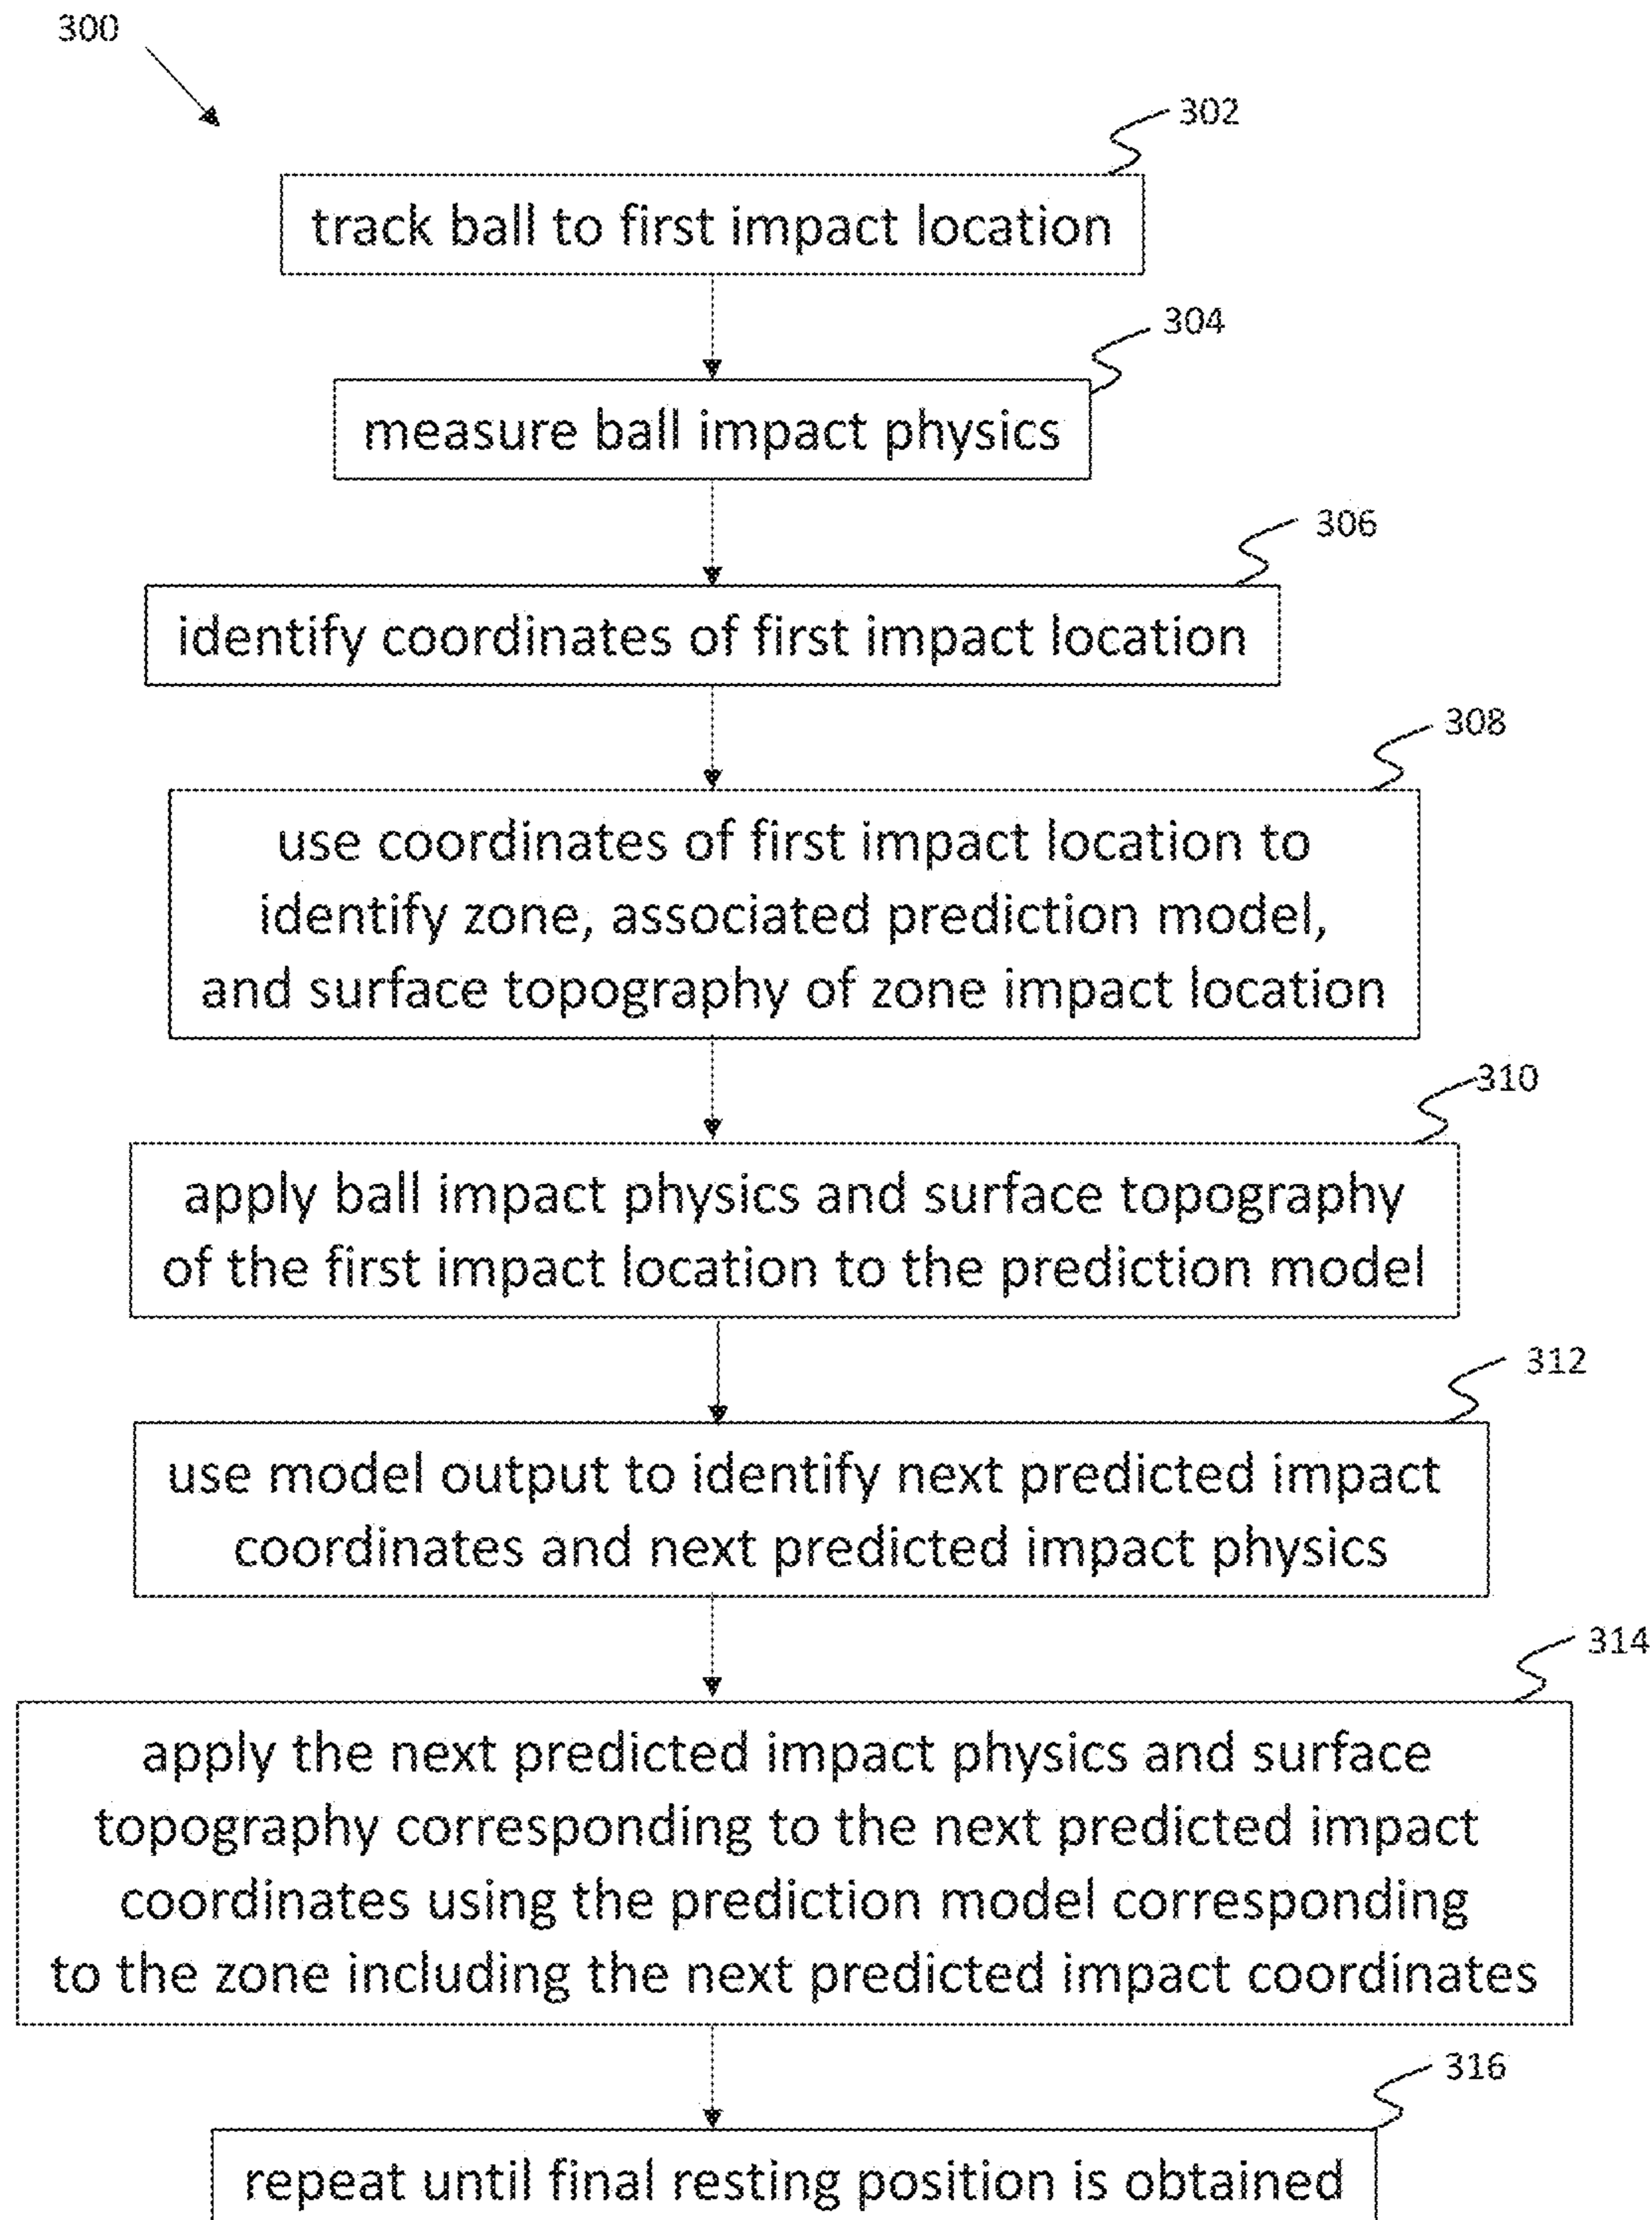 300
302
track ball to first impact location
304
measure ball impact physics
306
identify coordinates of first impact location
308
use coordinates of first impact location to
identify zone, associated prediction model,
and surface topography of zone impact location
310
apply ball impact physics and surface topography
of the first impact location to the prediction model
312
use model output to identify next predicted impact
coordinates and next predicted impact physics
314
apply the next predicted impact physics and surface
topography corresponding to the next predicted impact
coordinates using the prediction model corresponding
to the zone including the next predicted impact coordinates
316
repeat until final resting position is obtained